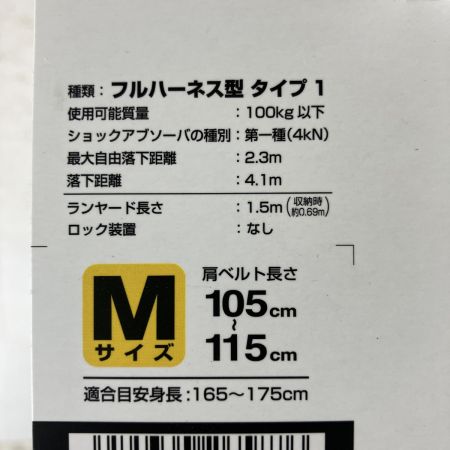 種類：フルハーネス型 タイプ 1
使用可能質量：100kg 以下
ショックアブソーバの種別：第一種(4kN)
最大自由落下距離：2.3m
落下距離：4.1m
ランヤード長さ：1.5m(収納時約0.69m)
ロック装置：なし
Mサイズ
肩ベルト長さ
105cm
~
115cm
適合目安身長：165〜175cm